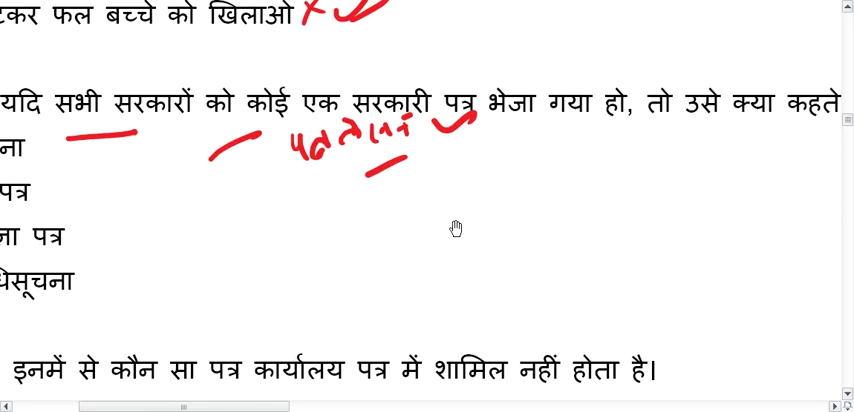 टकर फल बच्चे को खिलाओ
यदि सभी सरकारों को कोई एक सरकारी पत्र भेजा गया हो, तो उसे क्या कहते
ना
पत्र
ना पत्र
धिसूचना
इनमें से कौन सा पत्र कार्यालय पत्र में शामिल नहीं होता है।